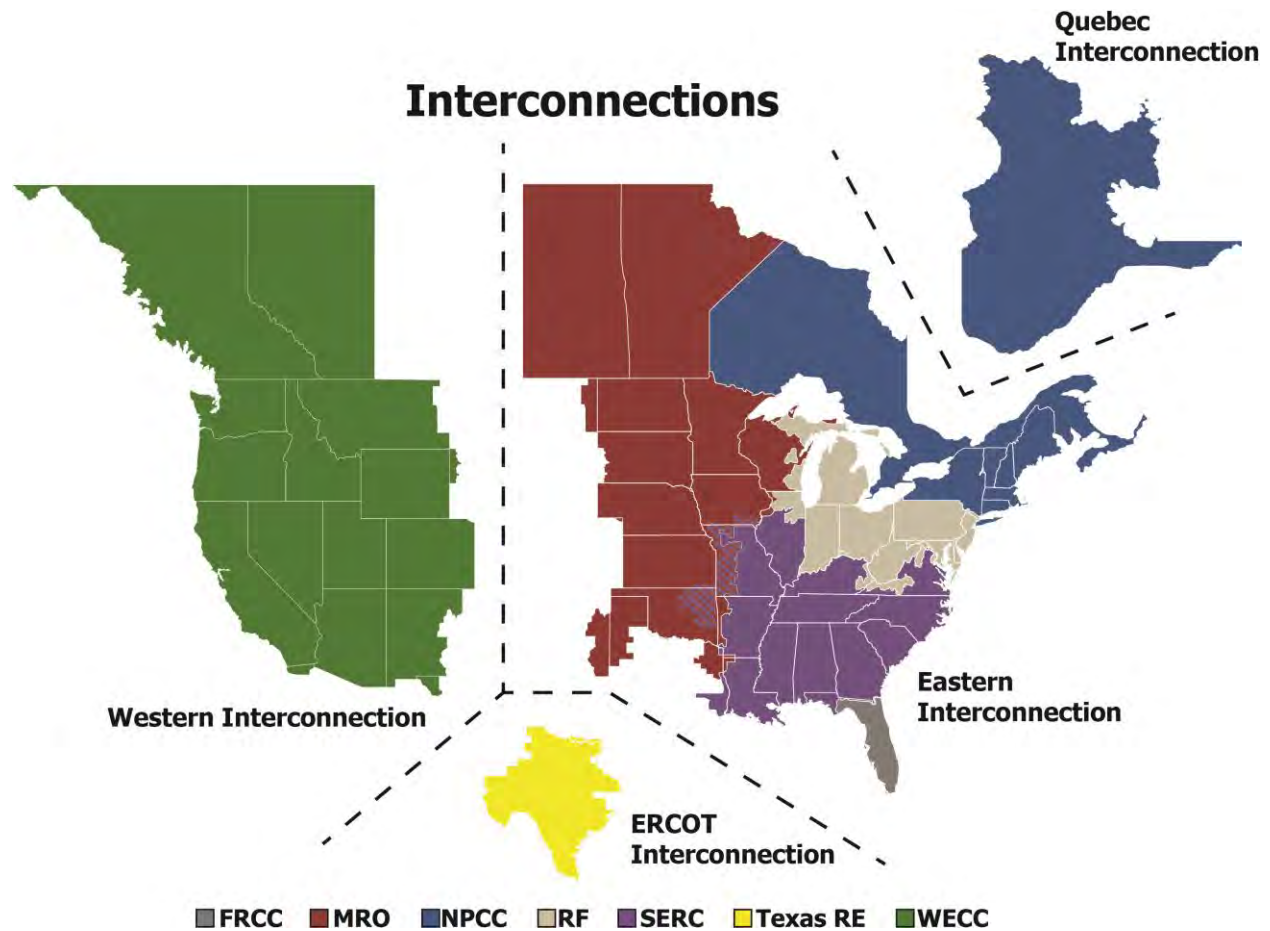 Quebec
Interconnection
Interconnections
Western Interconnection
Eastern
Interconnection
ERCOT
Interconnection
FRCC MRO NPCC RF SERC Texas RE WECC